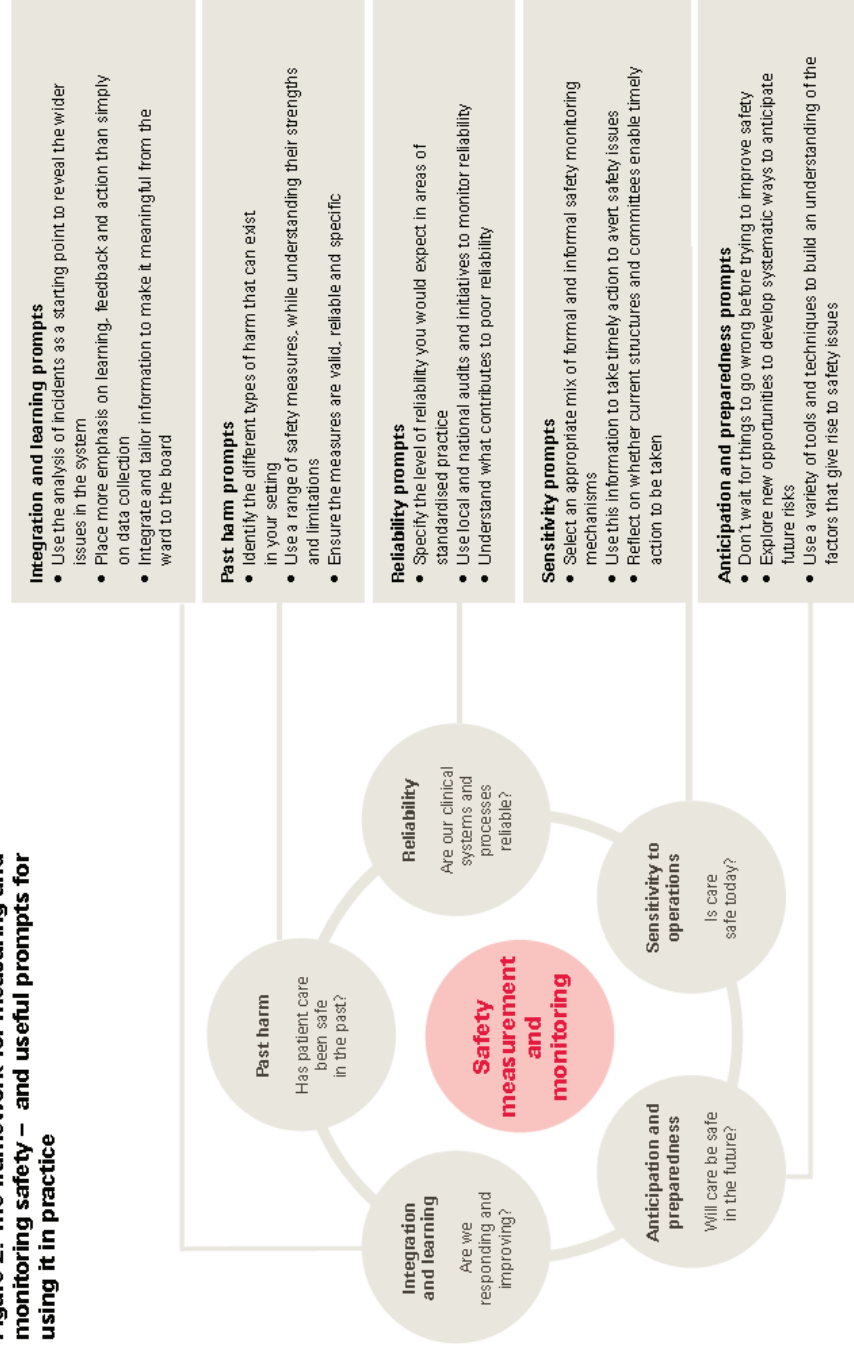 Figure 2: The framework for measuring and
monitoring safety – and useful prompts for
using it in practice
Past harm
Has patient care
been safe
in the past?
Integration
and learning
Are we
responding and
improving?
Reliability
Are our clinical
systems and
processes
reliable?
Safety
measurement
and
monitoring
Anticipation and
preparedness
Will care be safe
in the future?
Sensitivity to
operations
Is care
safe today?
Integration and learning prompts
• Use the analysis of incidents as a starting point to reveal the wider
issues in the system
• Place more emphasis on learning, feedback and action than simply
on data collection
• Integrate and tailor information to make it meaningful from the
ward to the board
Past harm prompts
• Identify the different types of harm that can exist
in your setting
• Use a range of safety measures, while understanding their strengths
and limitations
• Ensure the measures are valid, reliable and specific
Reliability prompts
• Specify the level of reliability you would expect in areas of
standardised practice
• Use local and national audits and initiatives to monitor reliability
• Understand what contributes to poor reliability
Sensitivity prompts
• Select an appropriate mix of formal and informal safety monitoring
mechanisms
• Use this information to take timely action to avert safety issues
• Reflect on whether current structures and committees enable timely
action to be taken
Anticipation and preparedness prompts
• Don't wait for things to go wrong before trying to improve safety
• Explore new opportunities to develop systematic ways to anticipate
future risks
• Use a variety of tools and techniques to build an understanding of the
factors that give rise to safety issues